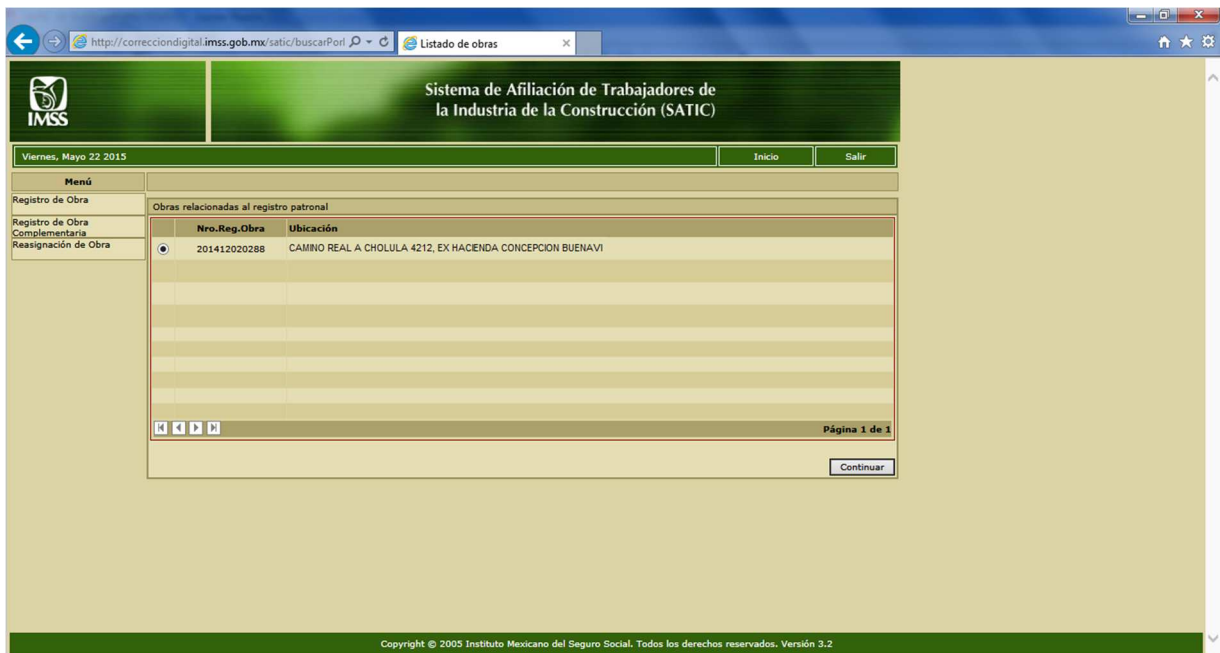 http://correcciondigital.imss.gob.mx/satic/buscarPorl
Listado de obras
IMSS
Sistema de Afiliación de Trabajadores de
la Industria de la Construcción (SATIC)
Viernes, Mayo 22 2015
Inicio
Salir
Menú
Registro de Obra
Registro de Obra
Complementaria
Reasignación de Obra
Obras relacionadas al registro patronal
Nro.Reg.Obra Ubicación
201412020288 CAMINO REAL A CHOLULA 4212, EX HACIENDA CONCEPCION BUENAVI
Página 1 de 1
Continuar
Copyright © 2005 Instituto Mexicano del Seguro Social. Todos los derechos reservados. Versión 3.2